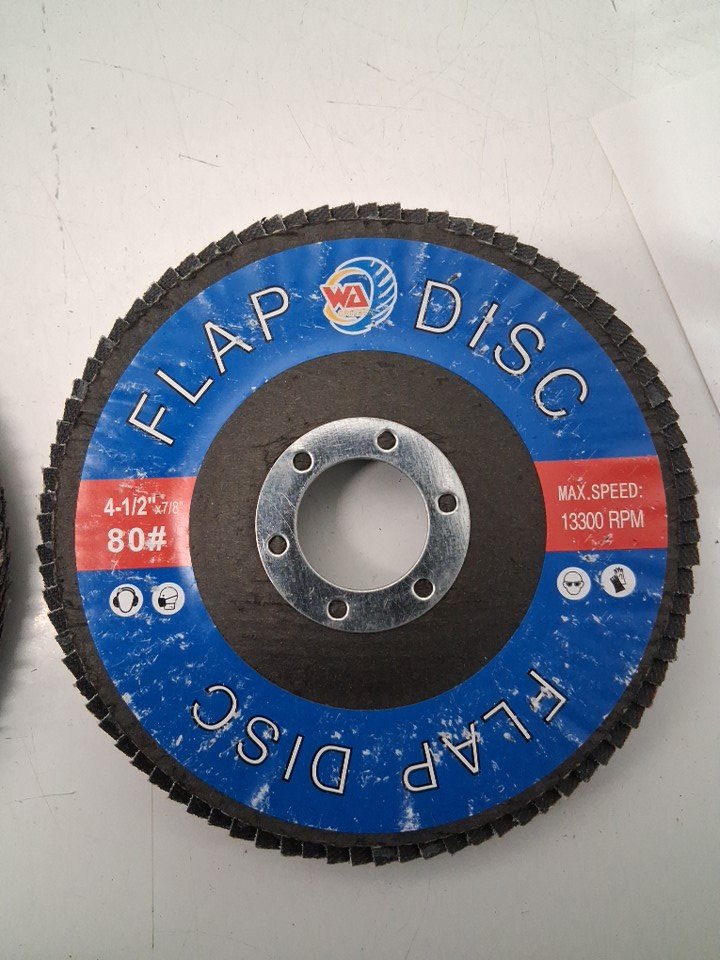 FLAP DISC
WA
4-1/2"x7/8"
80#
MAX.SPEED:
13300 RPM
FLAP DISC